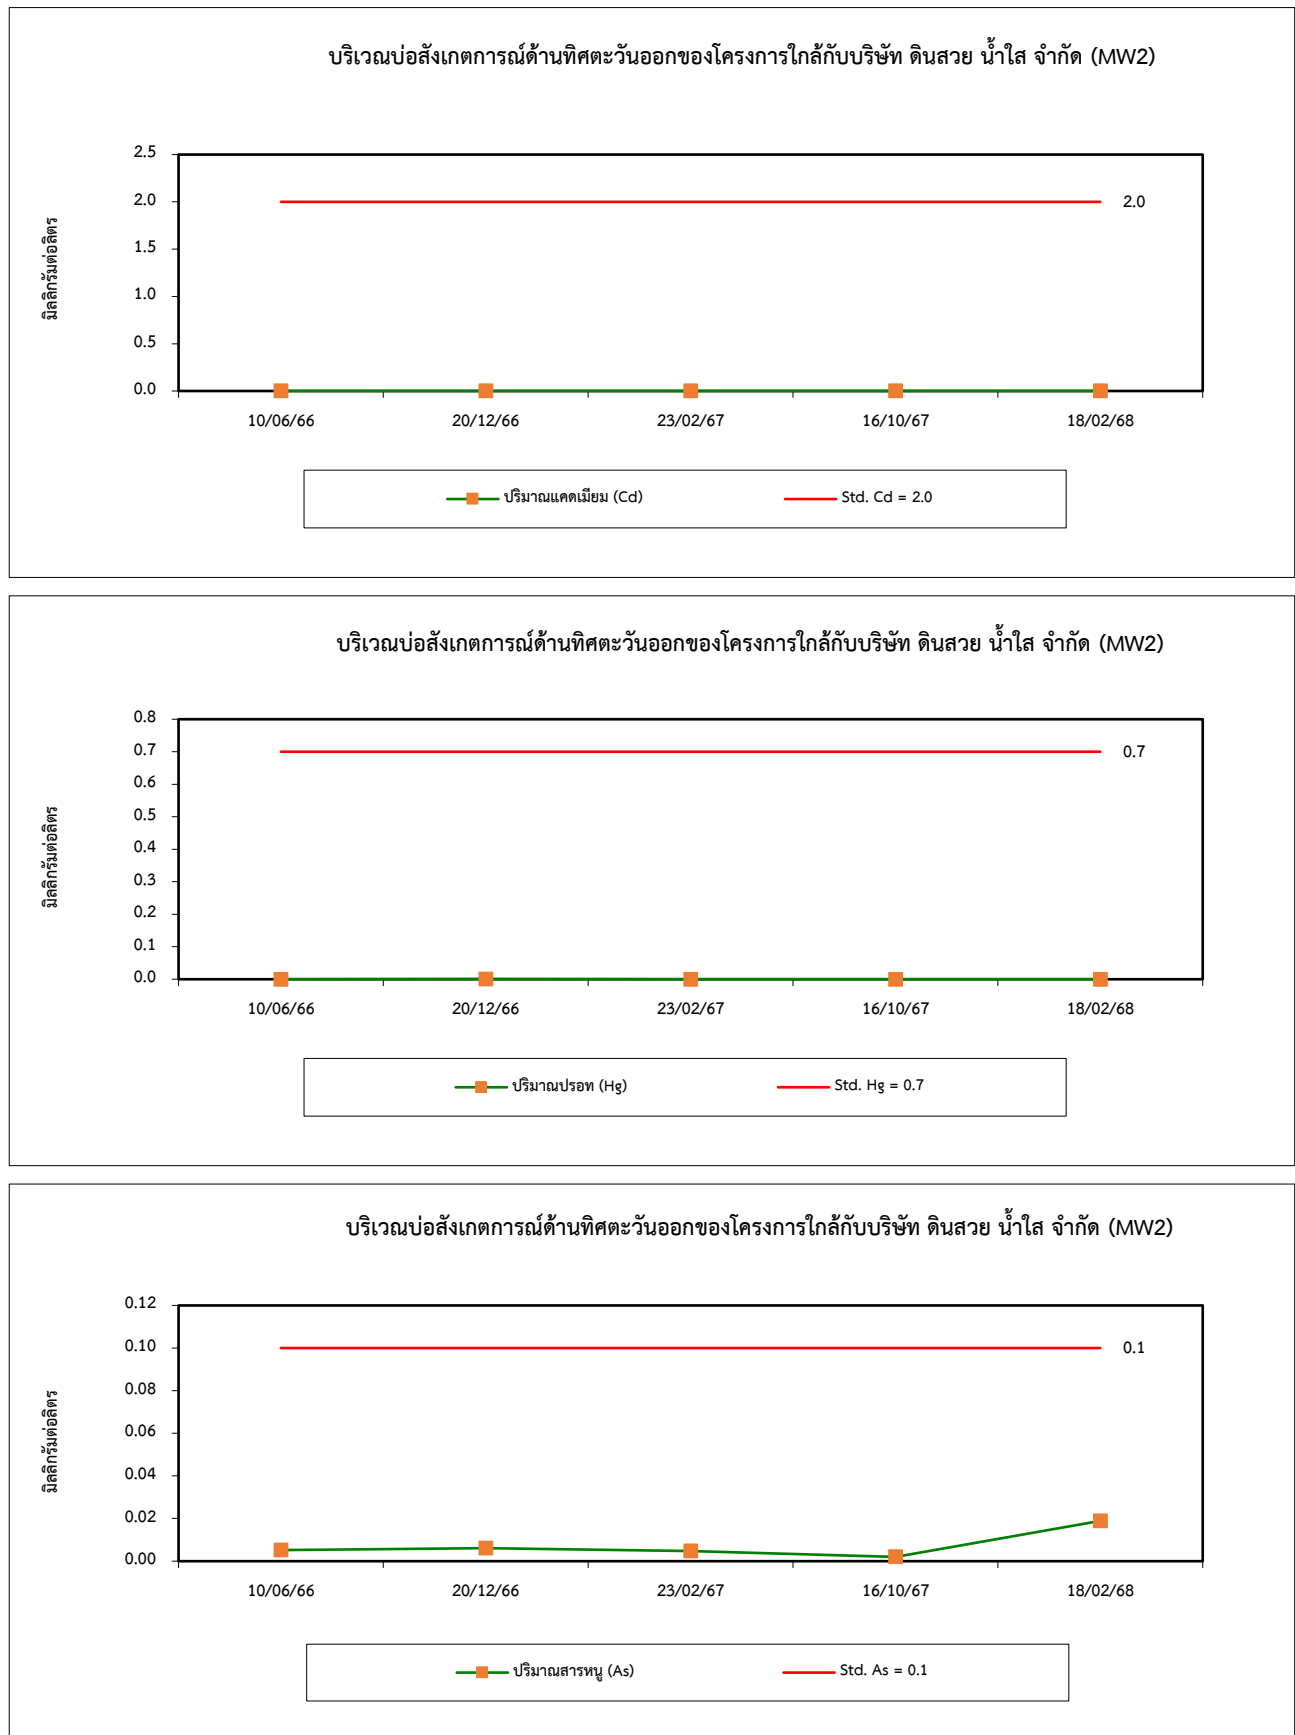 บริเวณบ่อสังเกตการณ์ด้านทิศตะวันออกของโครงการใกล้กับบริษัท ดินสวย น้ำใส จำกัด (MW2)
มิลลิกรัมต่อลิตร
2.5
2.0
1.5
1.0
0.5
0.0
2.0
10/06/66 20/12/66 23/02/67 16/10/67 18/02/68
ปริมาณแคดเมียม (Cd) Std. Cd = 2.0
บริเวณบ่อสังเกตการณ์ด้านทิศตะวันออกของโครงการใกล้กับบริษัท ดินสวย น้ำใส จำกัด (MW2)
มิลลิกรัมต่อลิตร
0.8
0.7
0.6
0.5
0.4
0.3
0.2
0.1
0.0
0.7
10/06/66 20/12/66 23/02/67 16/10/67 18/02/68
ปริมาณปรอท (Hg) Std. Hg = 0.7
บริเวณบ่อสังเกตการณ์ด้านทิศตะวันออกของโครงการใกล้กับบริษัท ดินสวย น้ำใส จำกัด (MW2)
มิลลิกรัมต่อลิตร
0.12
0.10
0.08
0.06
0.04
0.02
0.00
0.1
10/06/66 20/12/66 23/02/67 16/10/67 18/02/68
ปริมาณสารหนู (As) Std. As = 0.1